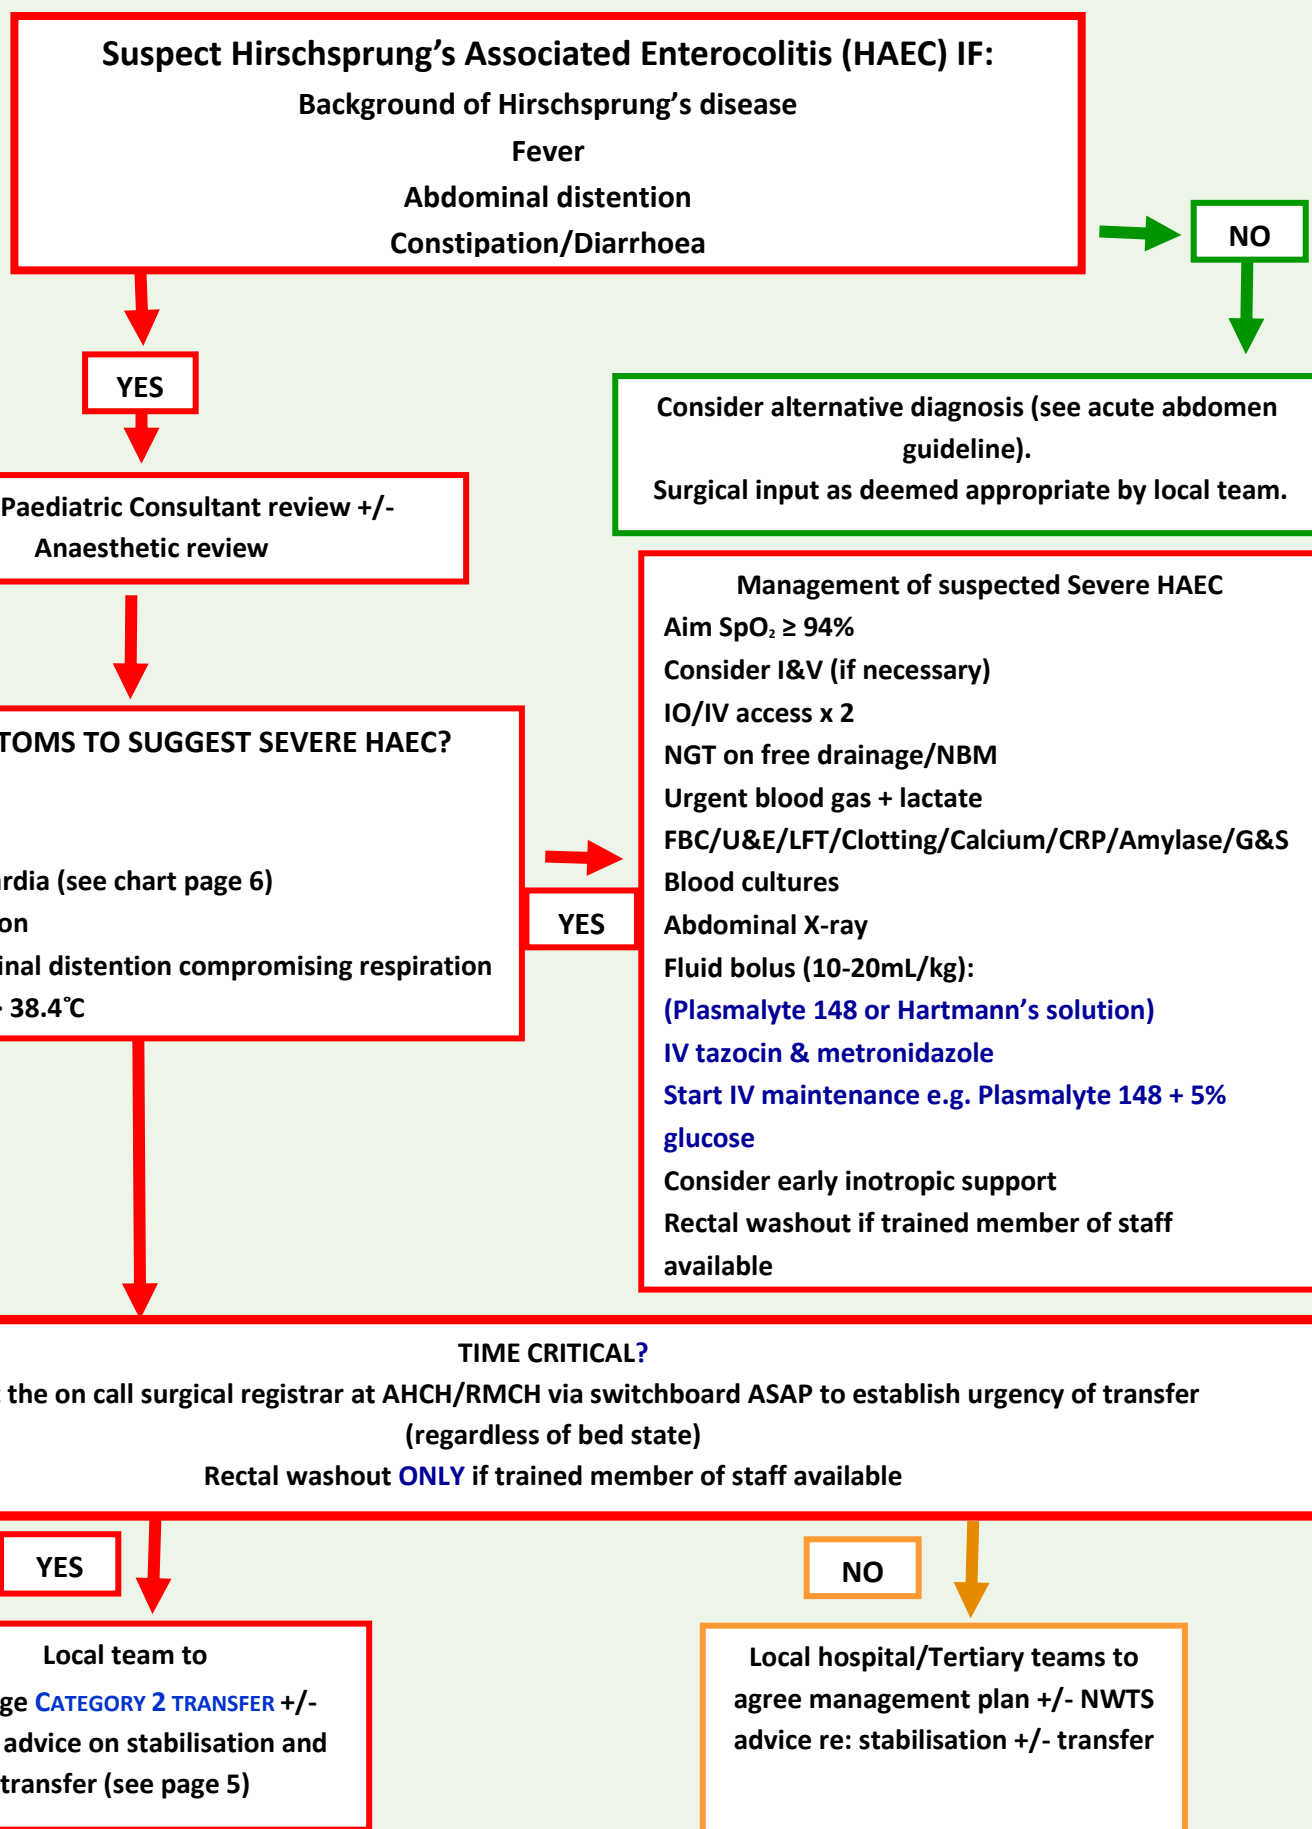 Suspect Hirschsprung’s Associated Enterocolitis (HAEC) IF:
Background of Hirschsprung’s disease
Fever
Abdominal distention
Constipation/Diarrhoea
NO
YES
Consider alternative diagnosis (see acute abdomen
guideline).
Surgical input as deemed appropriate by local team.
Paediatric Consultant review +/-
Anaesthetic review
TOMS TO SUGGEST SEVERE HAEC?
ardia (see chart page 6)
on
inal distention compromising respiration
38.4˚C
YES
Management of suspected Severe HAEC
Aim SpO₂ ≥ 94%
Consider I&V (if necessary)
IO/IV access x 2
NGT on free drainage/NBM
Urgent blood gas + lactate
FBC/U&E/LFT/Clotting/Calcium/CRP/Amylase/G&S
Blood cultures
Abdominal X-ray
Fluid bolus (10-20mL/kg):
(Plasmalyte 148 or Hartmann’s solution)
IV tazocin & metronidazole
Start IV maintenance e.g. Plasmalyte 148 + 5%
glucose
Consider early inotropic support
Rectal washout if trained member of staff
available
TIME CRITICAL?
the on call surgical registrar at AHCH/RMCH via switchboard ASAP to establish urgency of transfer
(regardless of bed state)
Rectal washout ONLY if trained member of staff available
YES
NO
Local team to
ge CATEGORY 2 TRANSFER +/-
advice on stabilisation and
transfer (see page 5)
Local hospital/Tertiary teams to
agree management plan +/- NWTS
advice re: stabilisation +/- transfer